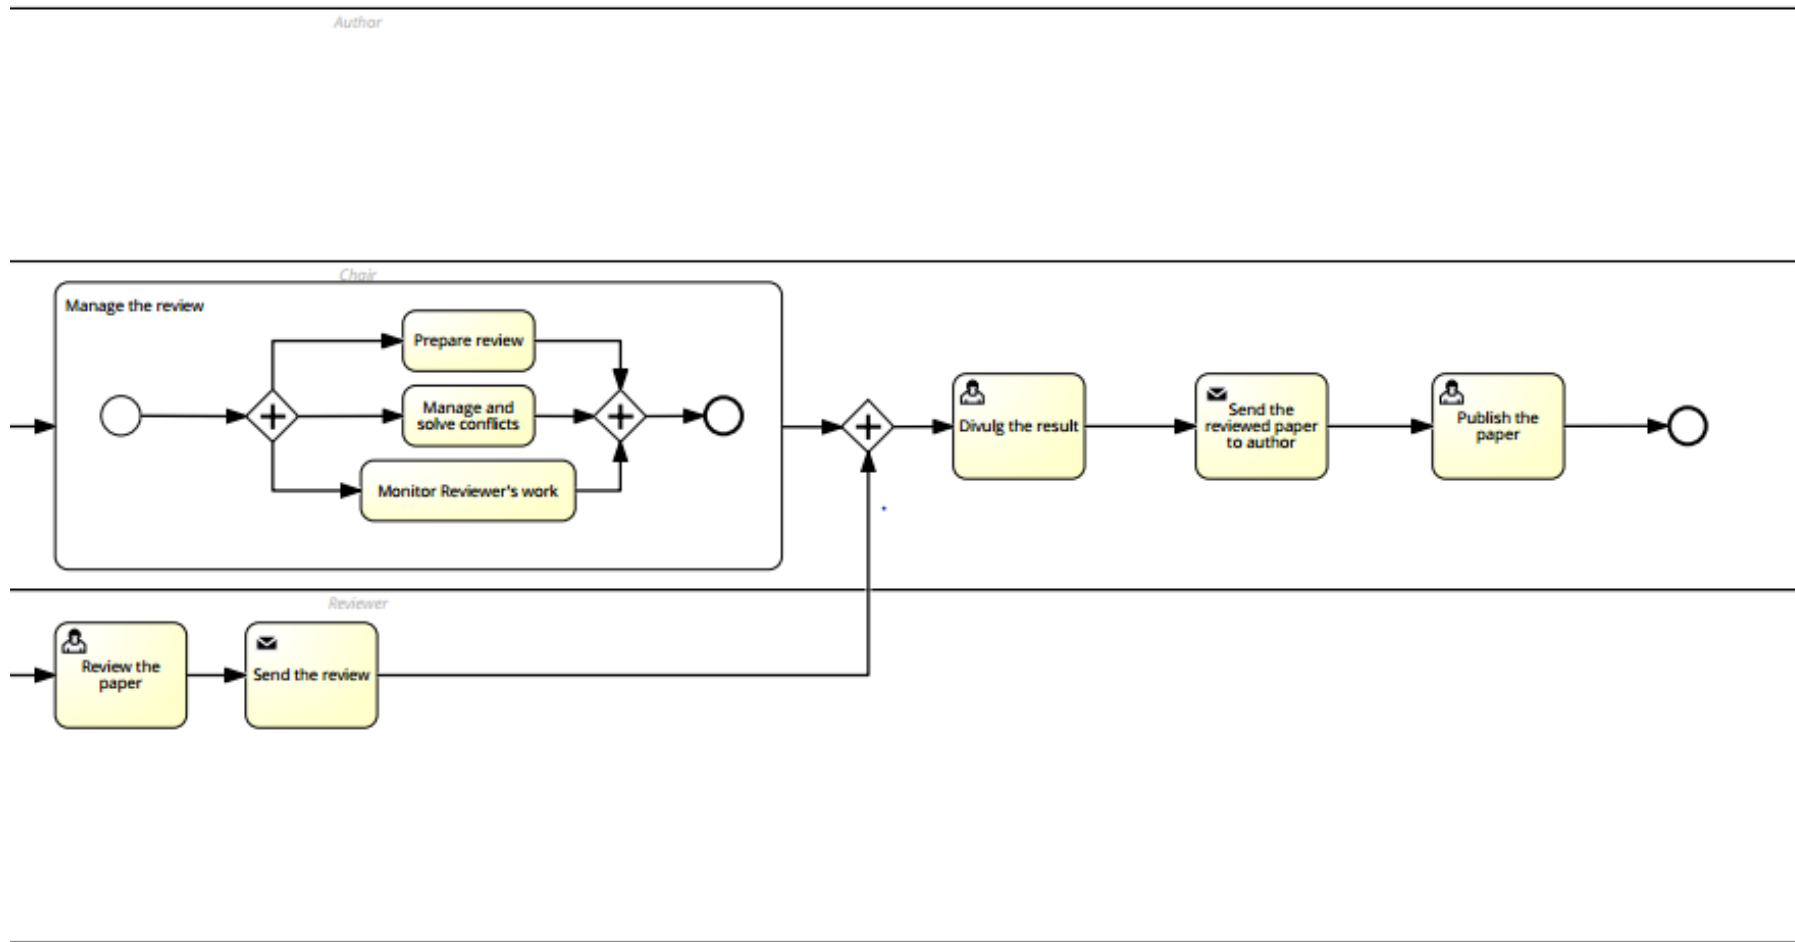 Author
Chair
Manage the review
Prepare review
Manage and
solve conflicts
Monitor Reviewer's work
Divulg the result
Send the
reviewed paper
to author
Publish the
paper
Reviewer
Review the
paper
Send the review